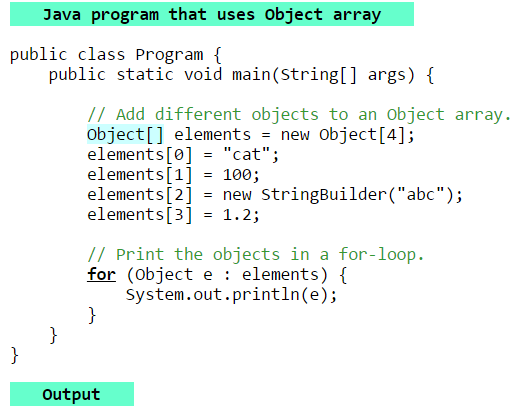 Java program that uses Object array
public class Program {
    public static void main(String[] args) {
        // Add different objects to an Object array.
        Object[] elements = new Object[4];
        elements[0] = "cat";
        elements[1] = 100;
        elements[2] = new StringBuilder("abc");
        elements[3] = 1.2;
        // Print the objects in a for-loop.
        for (Object e : elements) {
            System.out.println(e);
        }
    }
}
Output